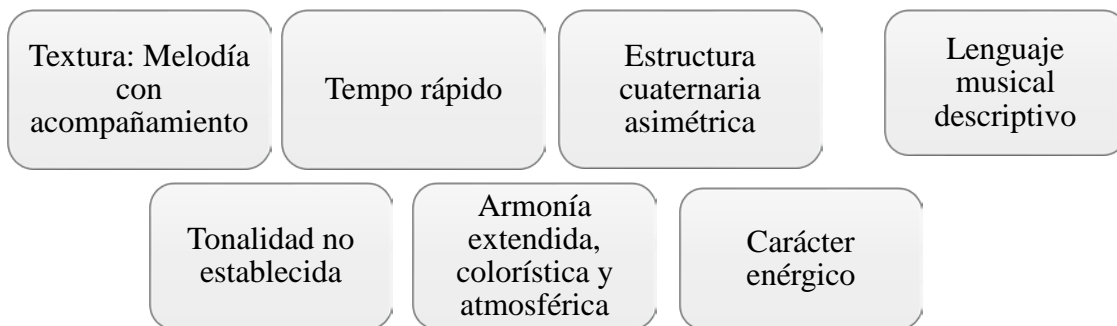 Textura: Melodía
con
acompañamiento
Tempo rápido
Estructura
cuaternaria
asimétrica
Lenguaje
musical
descriptivo
Tonalidad no
establecida
Armonía
extendida,
colorística y
atmosférica
Carácter
enérgico